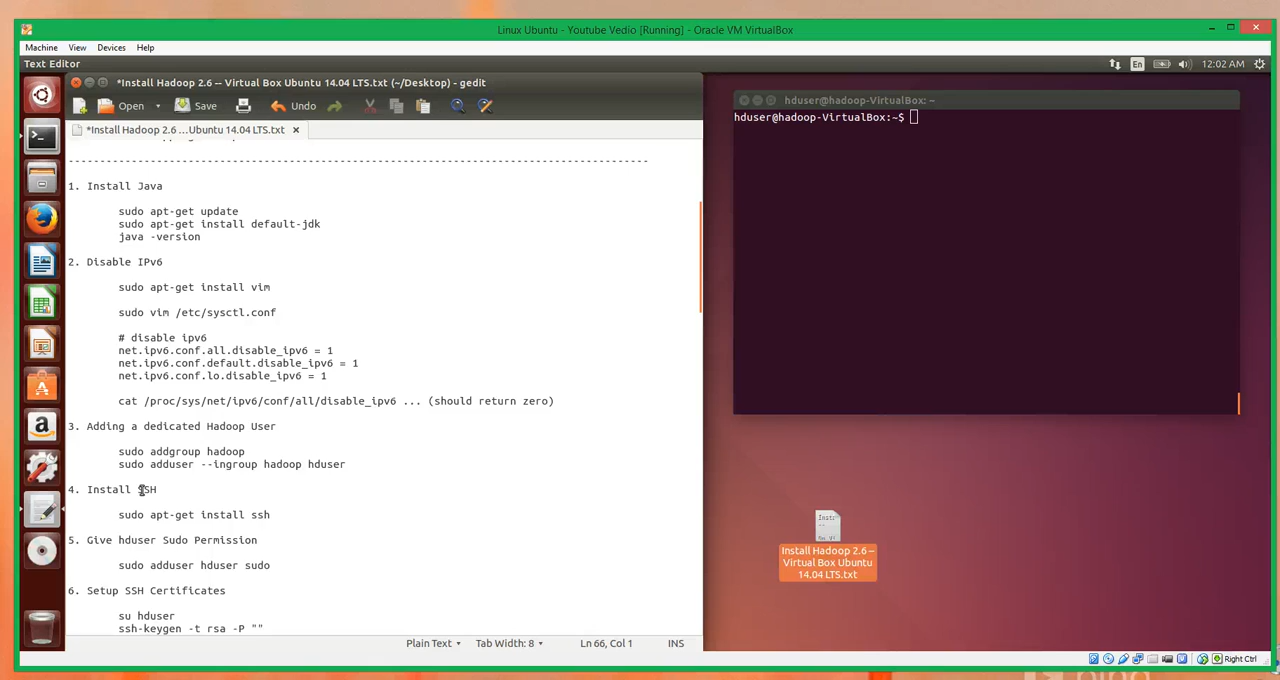 Linux Ubuntu - Youtube Vedio [Running] - Oracle VM VirtualBox
Machine View Devices Help
Text Editor
En
12:02 AM
*Install Hadoop 2.6 -- Virtual Box Ubuntu 14.04 LTS.txt (~/Desktop) - gedit
Open Save Undo
*Install Hadoop 2.6 ...Ubuntu 14.04 LTS.txt
--------------------------------------------------------------------------------------------
1. Install Java
sudo apt-get update
sudo apt-get install default-jdk
java -version
2. Disable IPv6
sudo apt-get install vim
sudo vim /etc/sysctl.conf
# disable ipv6
net.ipv6.conf.all.disable_ipv6 = 1
net.ipv6.conf.default.disable_ipv6 = 1
net.ipv6.conf.lo.disable_ipv6 = 1
cat /proc/sys/net/ipv6/conf/all/disable_ipv6 ... (should return zero)
3. Adding a dedicated Hadoop User
sudo addgroup hadoop
sudo adduser --ingroup hadoop hduser
4. Install SSH
sudo apt-get install ssh
5. Give hduser Sudo Permission
sudo adduser hduser sudo
6. Setup SSH Certificates
su hduser
ssh-keygen -t rsa -P ""
Plain Text Tab Width: 8 Ln 66, Col 1 INS
hduser@hadoop-VirtualBox: ~
hduser@hadoop-VirtualBox:~$
Install Hadoop 2.6 –
Virtual Box Ubuntu
14.04 LTS.txt
Right Ctrl